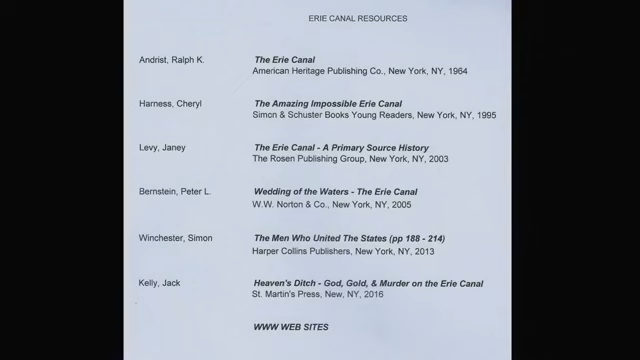 ERIE CANAL RESOURCES
Andrist, Ralph K. The Erie Canal
American Heritage Publishing Co., New York, NY, 1964
Harness, Cheryl The Amazing Impossible Erie Canal
Simon & Schuster Books Young Readers, New York, NY, 1995
Levy, Janey The Erie Canal - A Primary Source History
The Rosen Publishing Group, New York, NY, 2003
Bernstein, Peter L. Wedding of the Waters - The Erie Canal
W.W. Norton & Co., New York, NY, 2005
Winchester, Simon The Men Who United The States (pp 188 - 214)
Harper Collins Publishers, New York, NY, 2013
Kelly, Jack Heaven's Ditch - God, Gold, & Murder on the Erie Canal
St. Martin's Press, New, NY, 2016
WWW WEB SITES